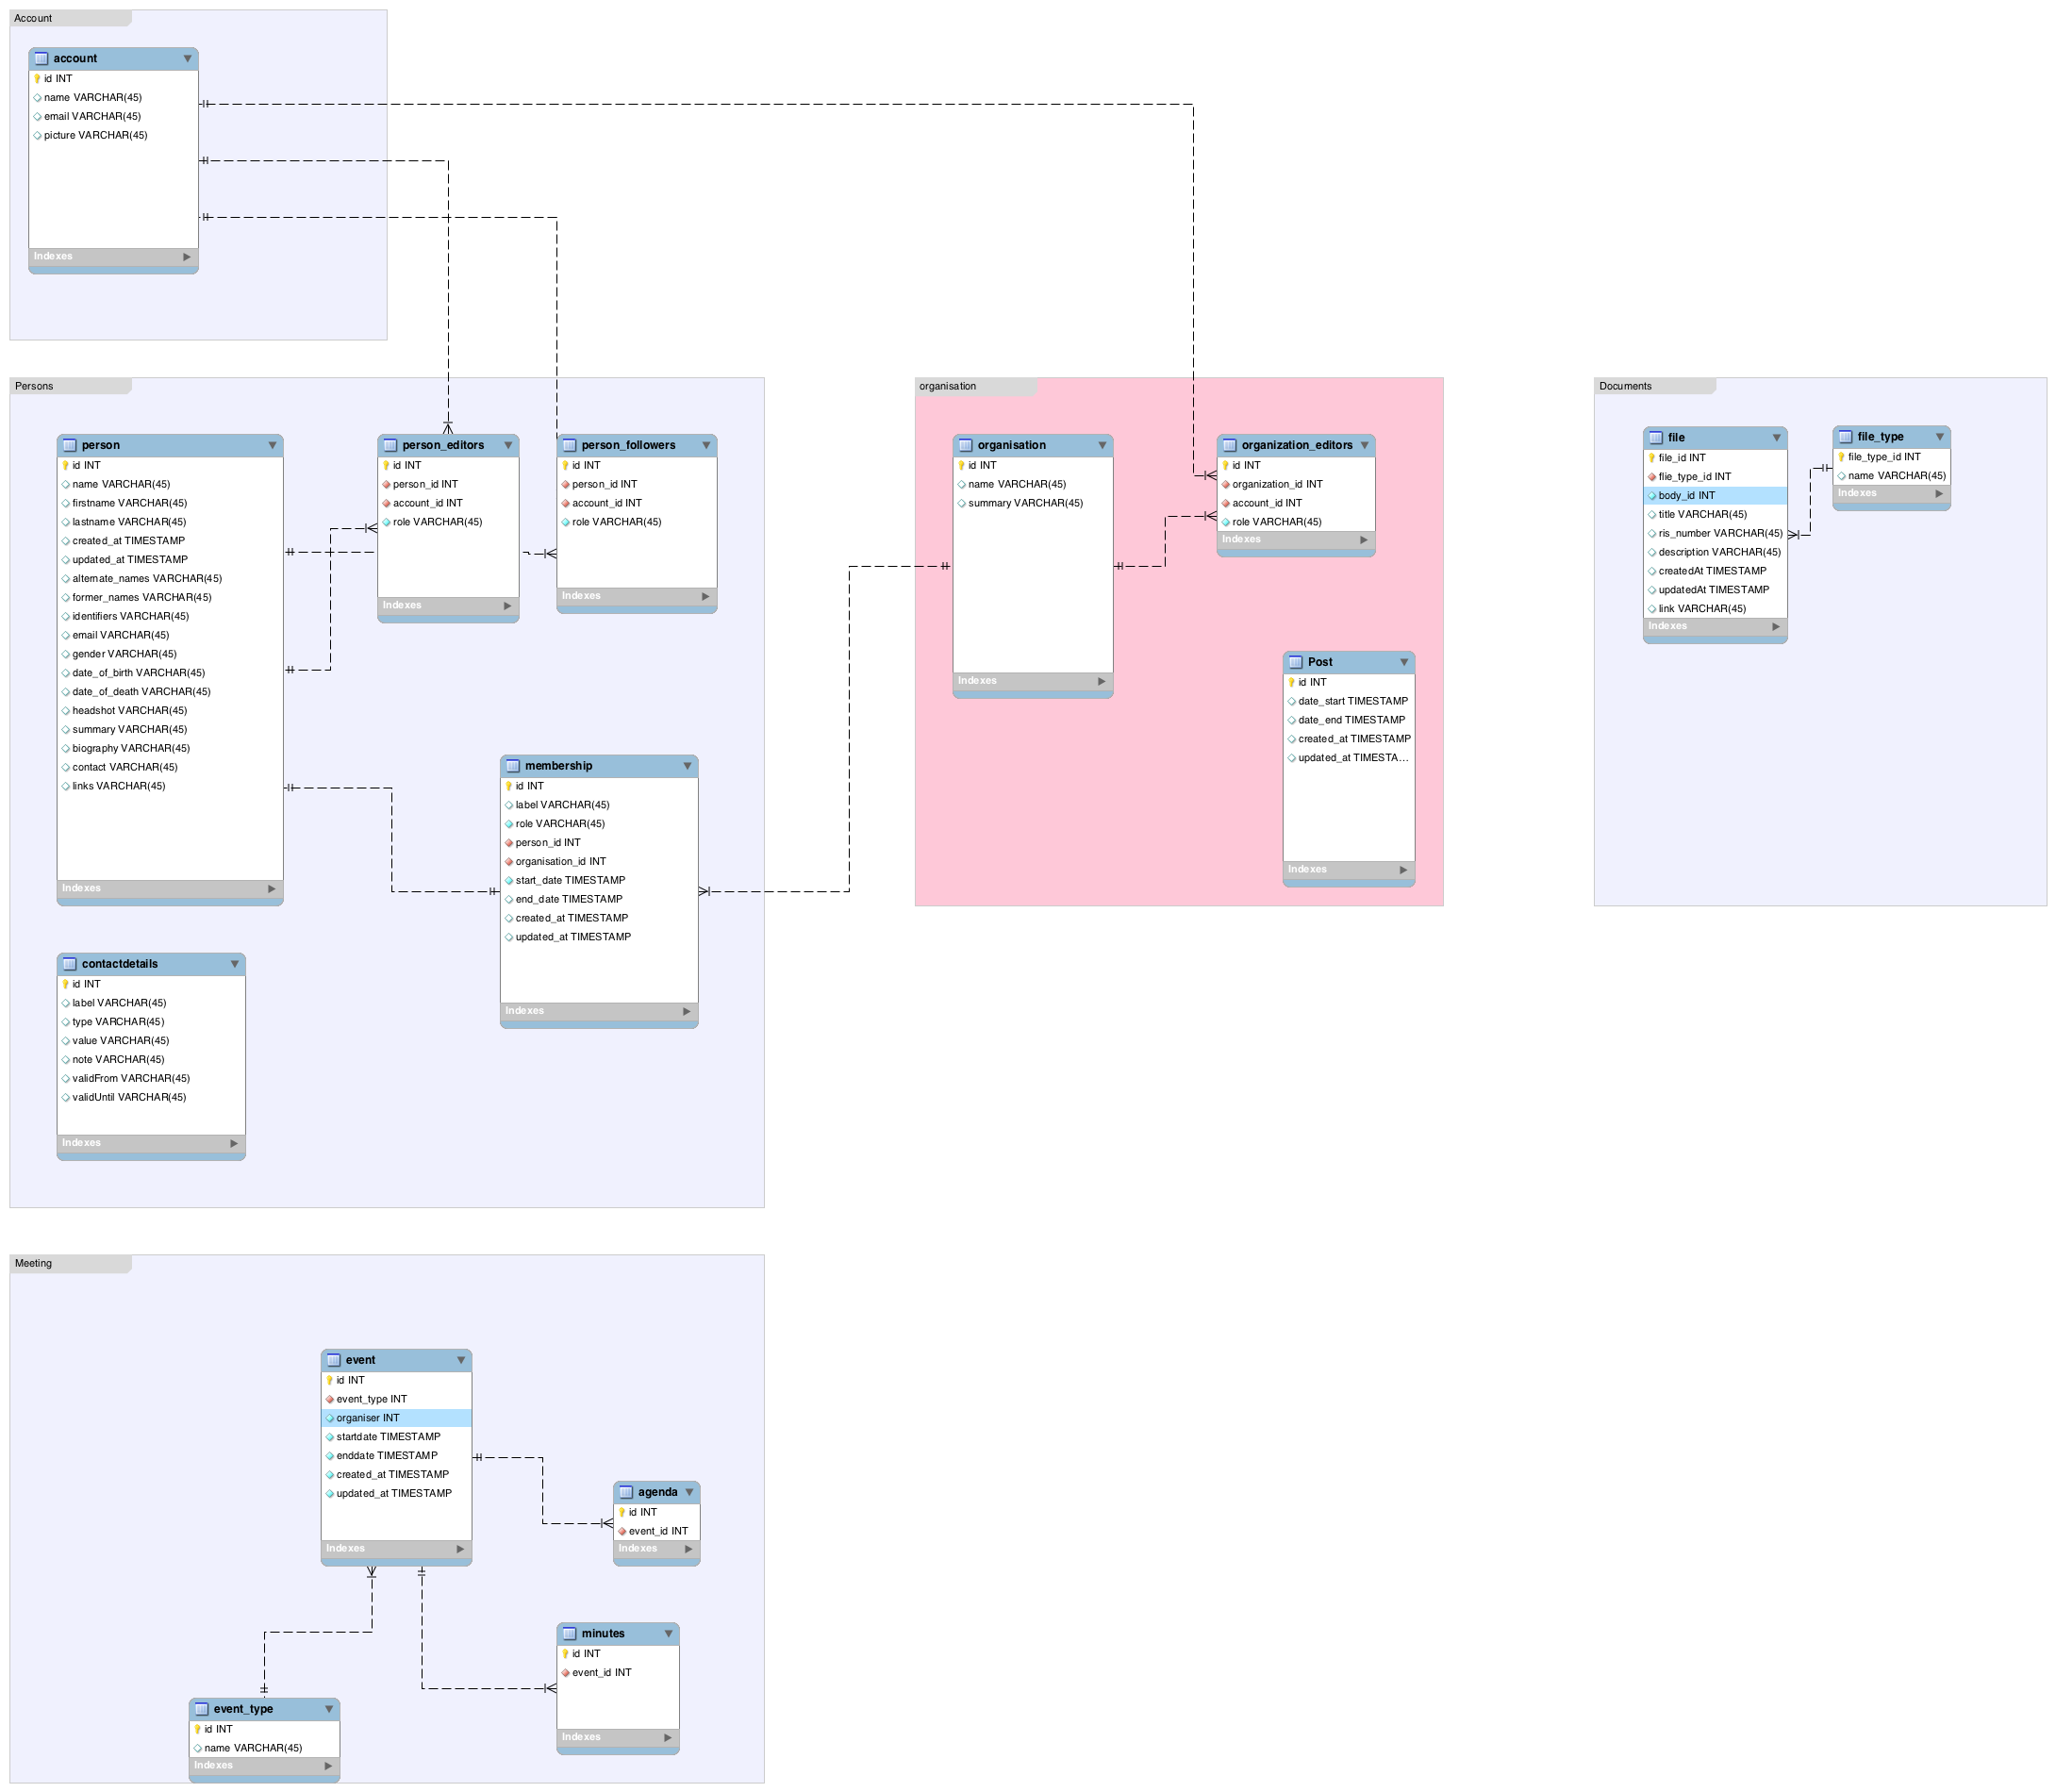 Account
account
id INT
name VARCHAR(45)
email VARCHAR(45)
picture VARCHAR(45)
Indexes
Persons
person
id INT
name VARCHAR(45)
firstname VARCHAR(45)
lastname VARCHAR(45)
created_at TIMESTAMP
updated_at TIMESTAMP
alternate_names VARCHAR(45)
former_names VARCHAR(45)
identifiers VARCHAR(45)
email VARCHAR(45)
gender VARCHAR(45)
date_of_birth VARCHAR(45)
date_of_death VARCHAR(45)
headshot VARCHAR(45)
summary VARCHAR(45)
biography VARCHAR(45)
contact VARCHAR(45)
links VARCHAR(45)
Indexes
person_editors
id INT
person_id INT
account_id INT
role VARCHAR(45)
Indexes
person_followers
id INT
person_id INT
account_id INT
role VARCHAR(45)
Indexes
membership
id INT
label VARCHAR(45)
role VARCHAR(45)
person_id INT
organisation_id INT
start_date TIMESTAMP
end_date TIMESTAMP
created_at TIMESTAMP
updated_at TIMESTAMP
Indexes
contactdetails
id INT
label VARCHAR(45)
type VARCHAR(45)
value VARCHAR(45)
note VARCHAR(45)
validFrom VARCHAR(45)
validUntil VARCHAR(45)
Indexes
organisation
organisation
id INT
name VARCHAR(45)
summary VARCHAR(45)
Indexes
organization_editors
id INT
organization_id INT
account_id INT
role VARCHAR(45)
Indexes
Post
id INT
date_start TIMESTAMP
date_end TIMESTAMP
created_at TIMESTAMP
updated_at TIMESTA...
Indexes
Documents
file
file_id INT
flie_type_id INT
body_id INT
title VARCHAR(45)
ris_number VARCHAR(45)
description VARCHAR(45)
createdAt TIMESTAMP
updatedAt TIMESTAMP
link VARCHAR(45)
Indexes
file_type
file_type_id INT
name VARCHAR(45)
Indexes
Meeting
event
id INT
event_type INT
organiser INT
startdate TIMESTAMP
enddate TIMESTAMP
created_at TIMESTAMP
updated_at TIMESTAMP
Indexes
agenda
id INT
event_id INT
Indexes
minutes
id INT
event_id INT
Indexes
event_type
id INT
name VARCHAR(45)
Indexes